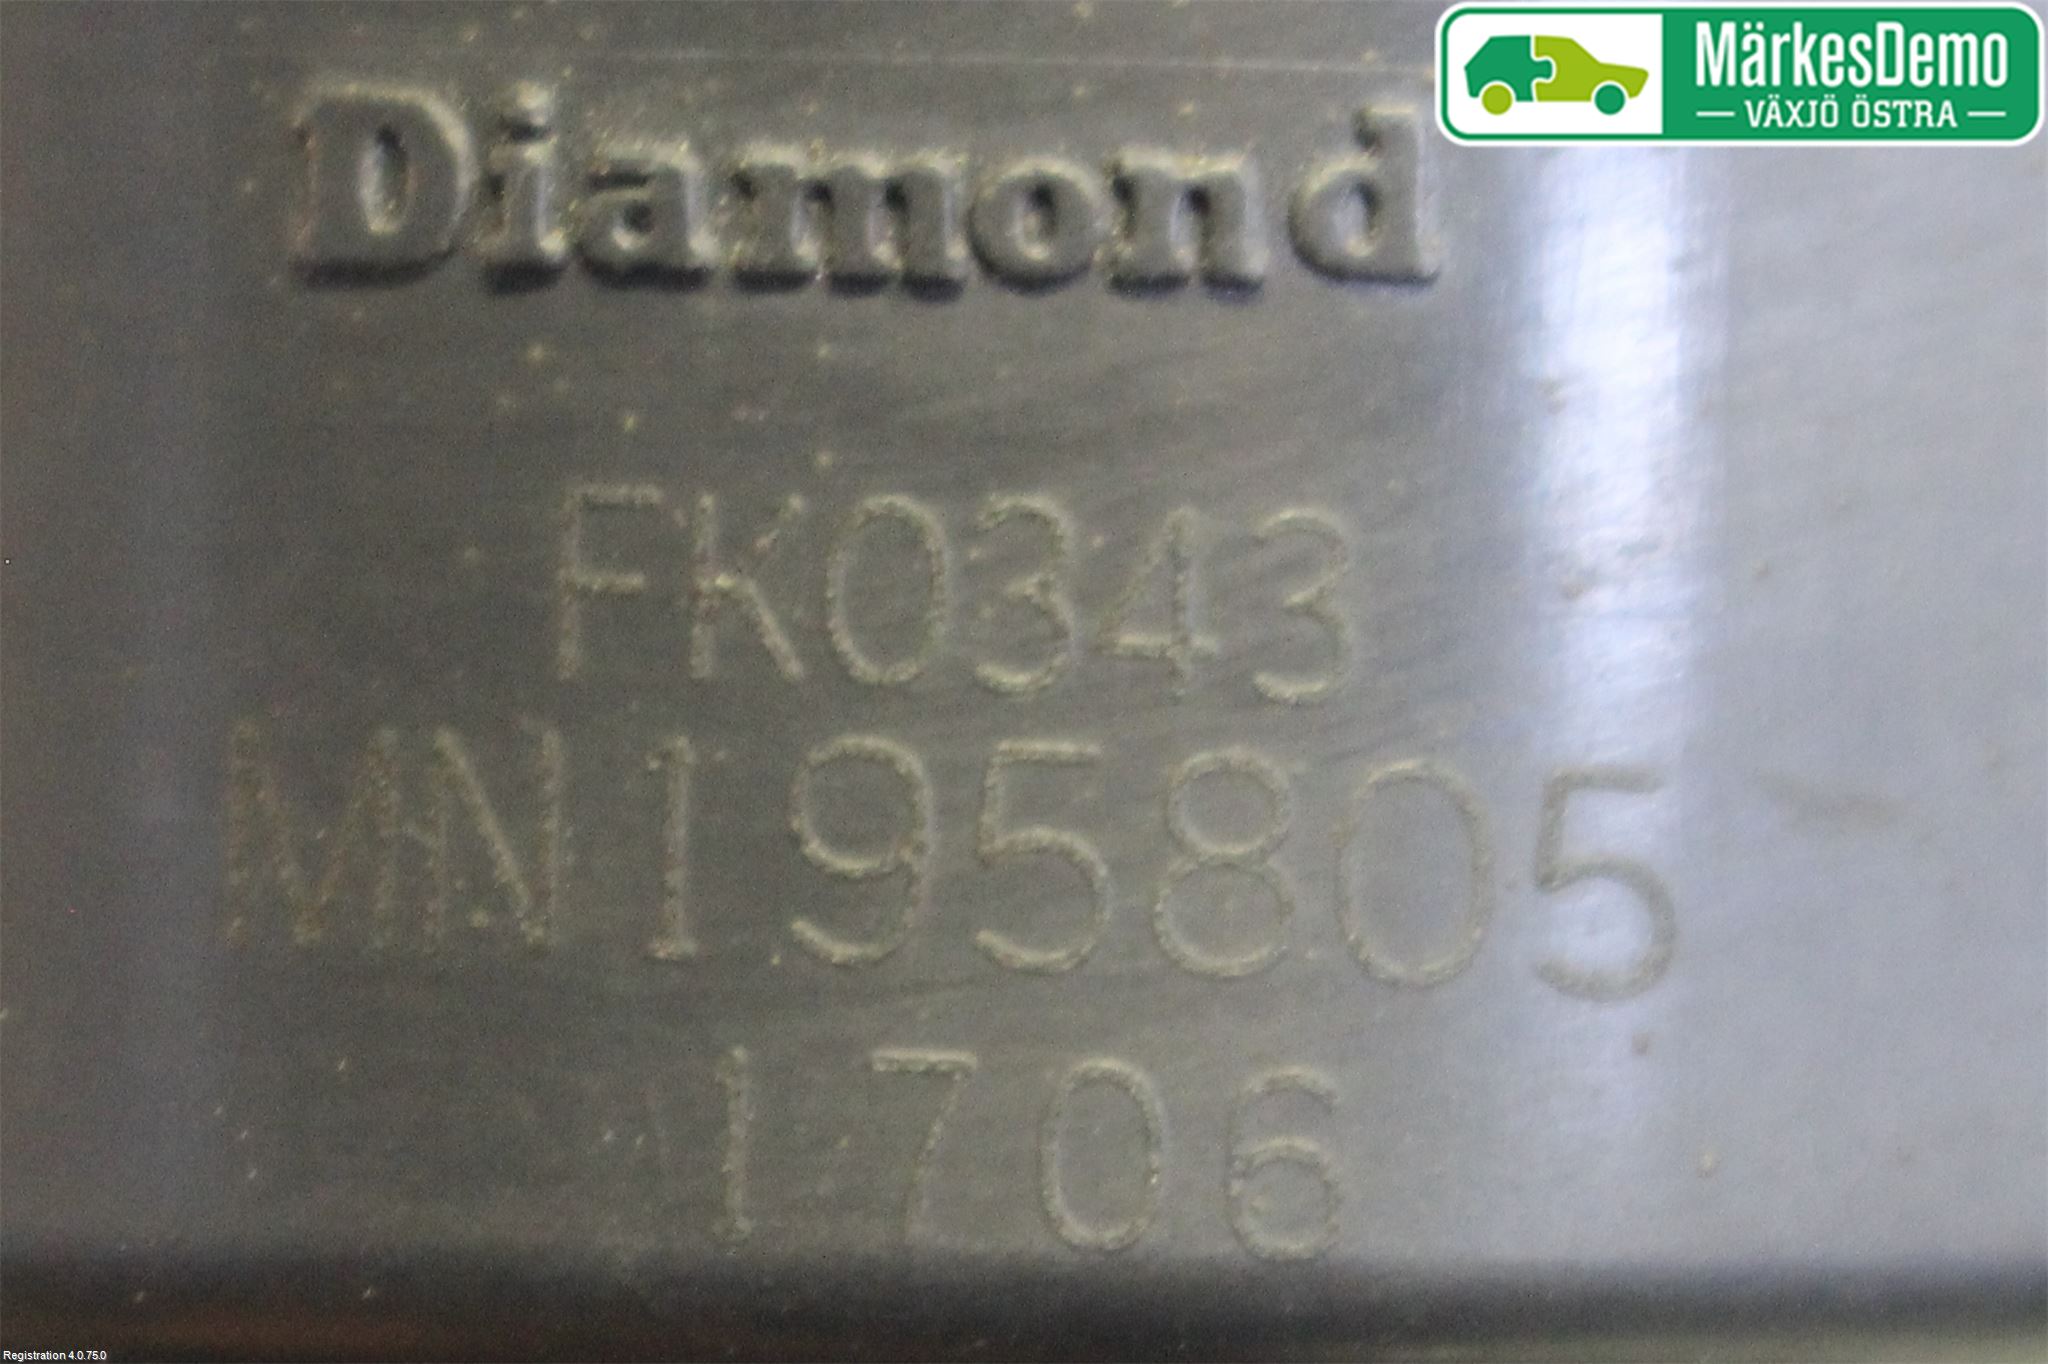 MärkesDemo
VÄXJÖ ÖSTRA
Diamond
FK0343
MN195805
1706
Registration 4.0.75.0